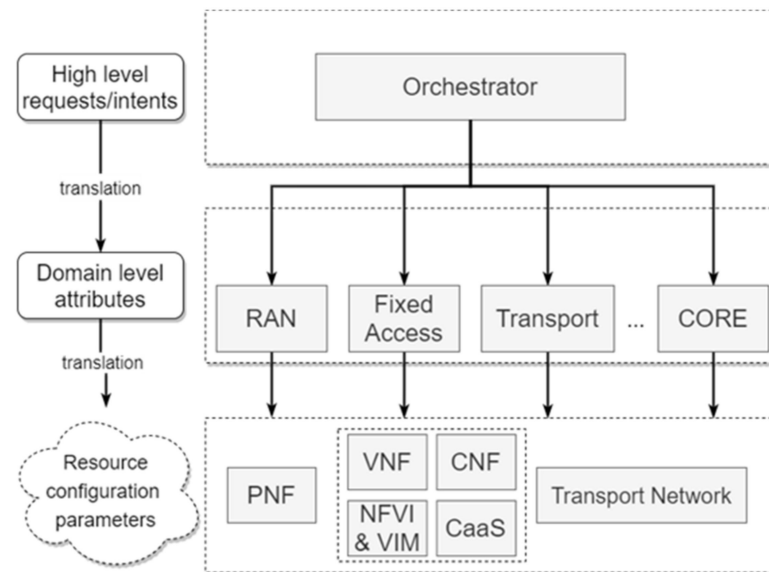 High level
requests/intents
Orchestrator
translation
Domain level
attributes
RAN
Fixed
Access
Transport
...
CORE
translation
Resource
configuration
parameters
PNF
VNF
CNF
NFVI
& VIM
CaaS
Transport Network